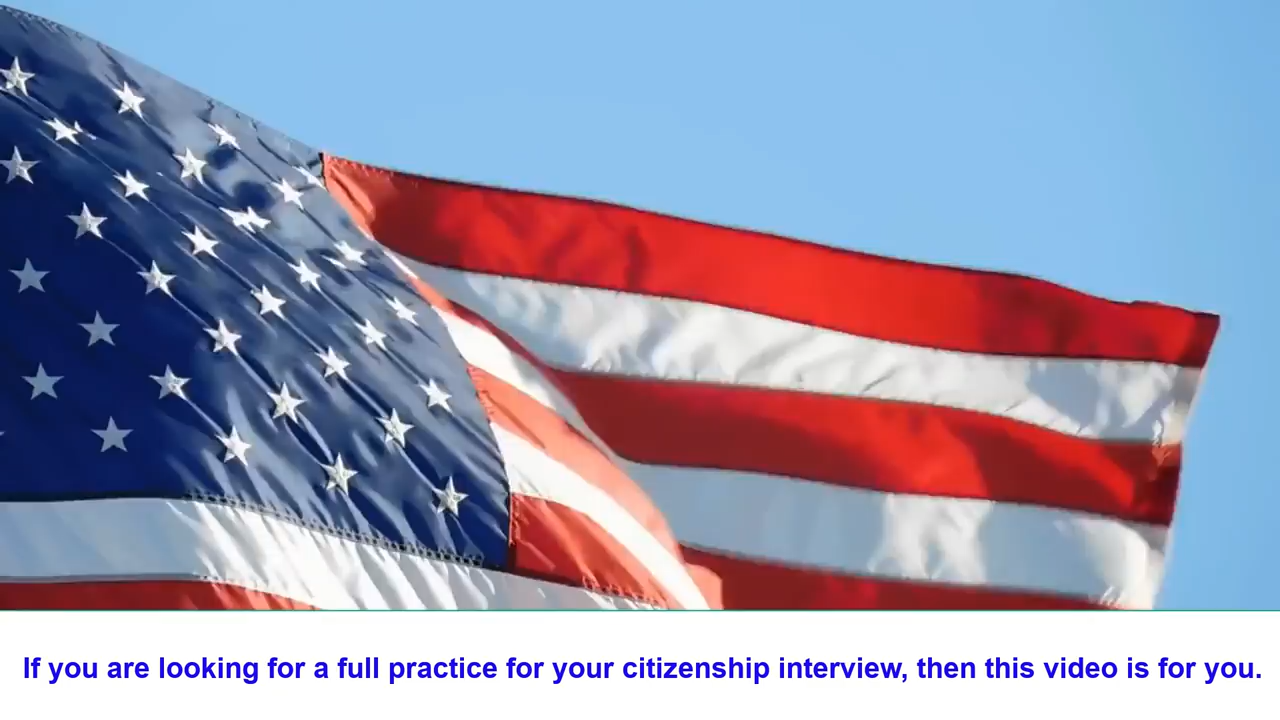 If you are looking for a full practice for your citizenship interview, then this video is for you.